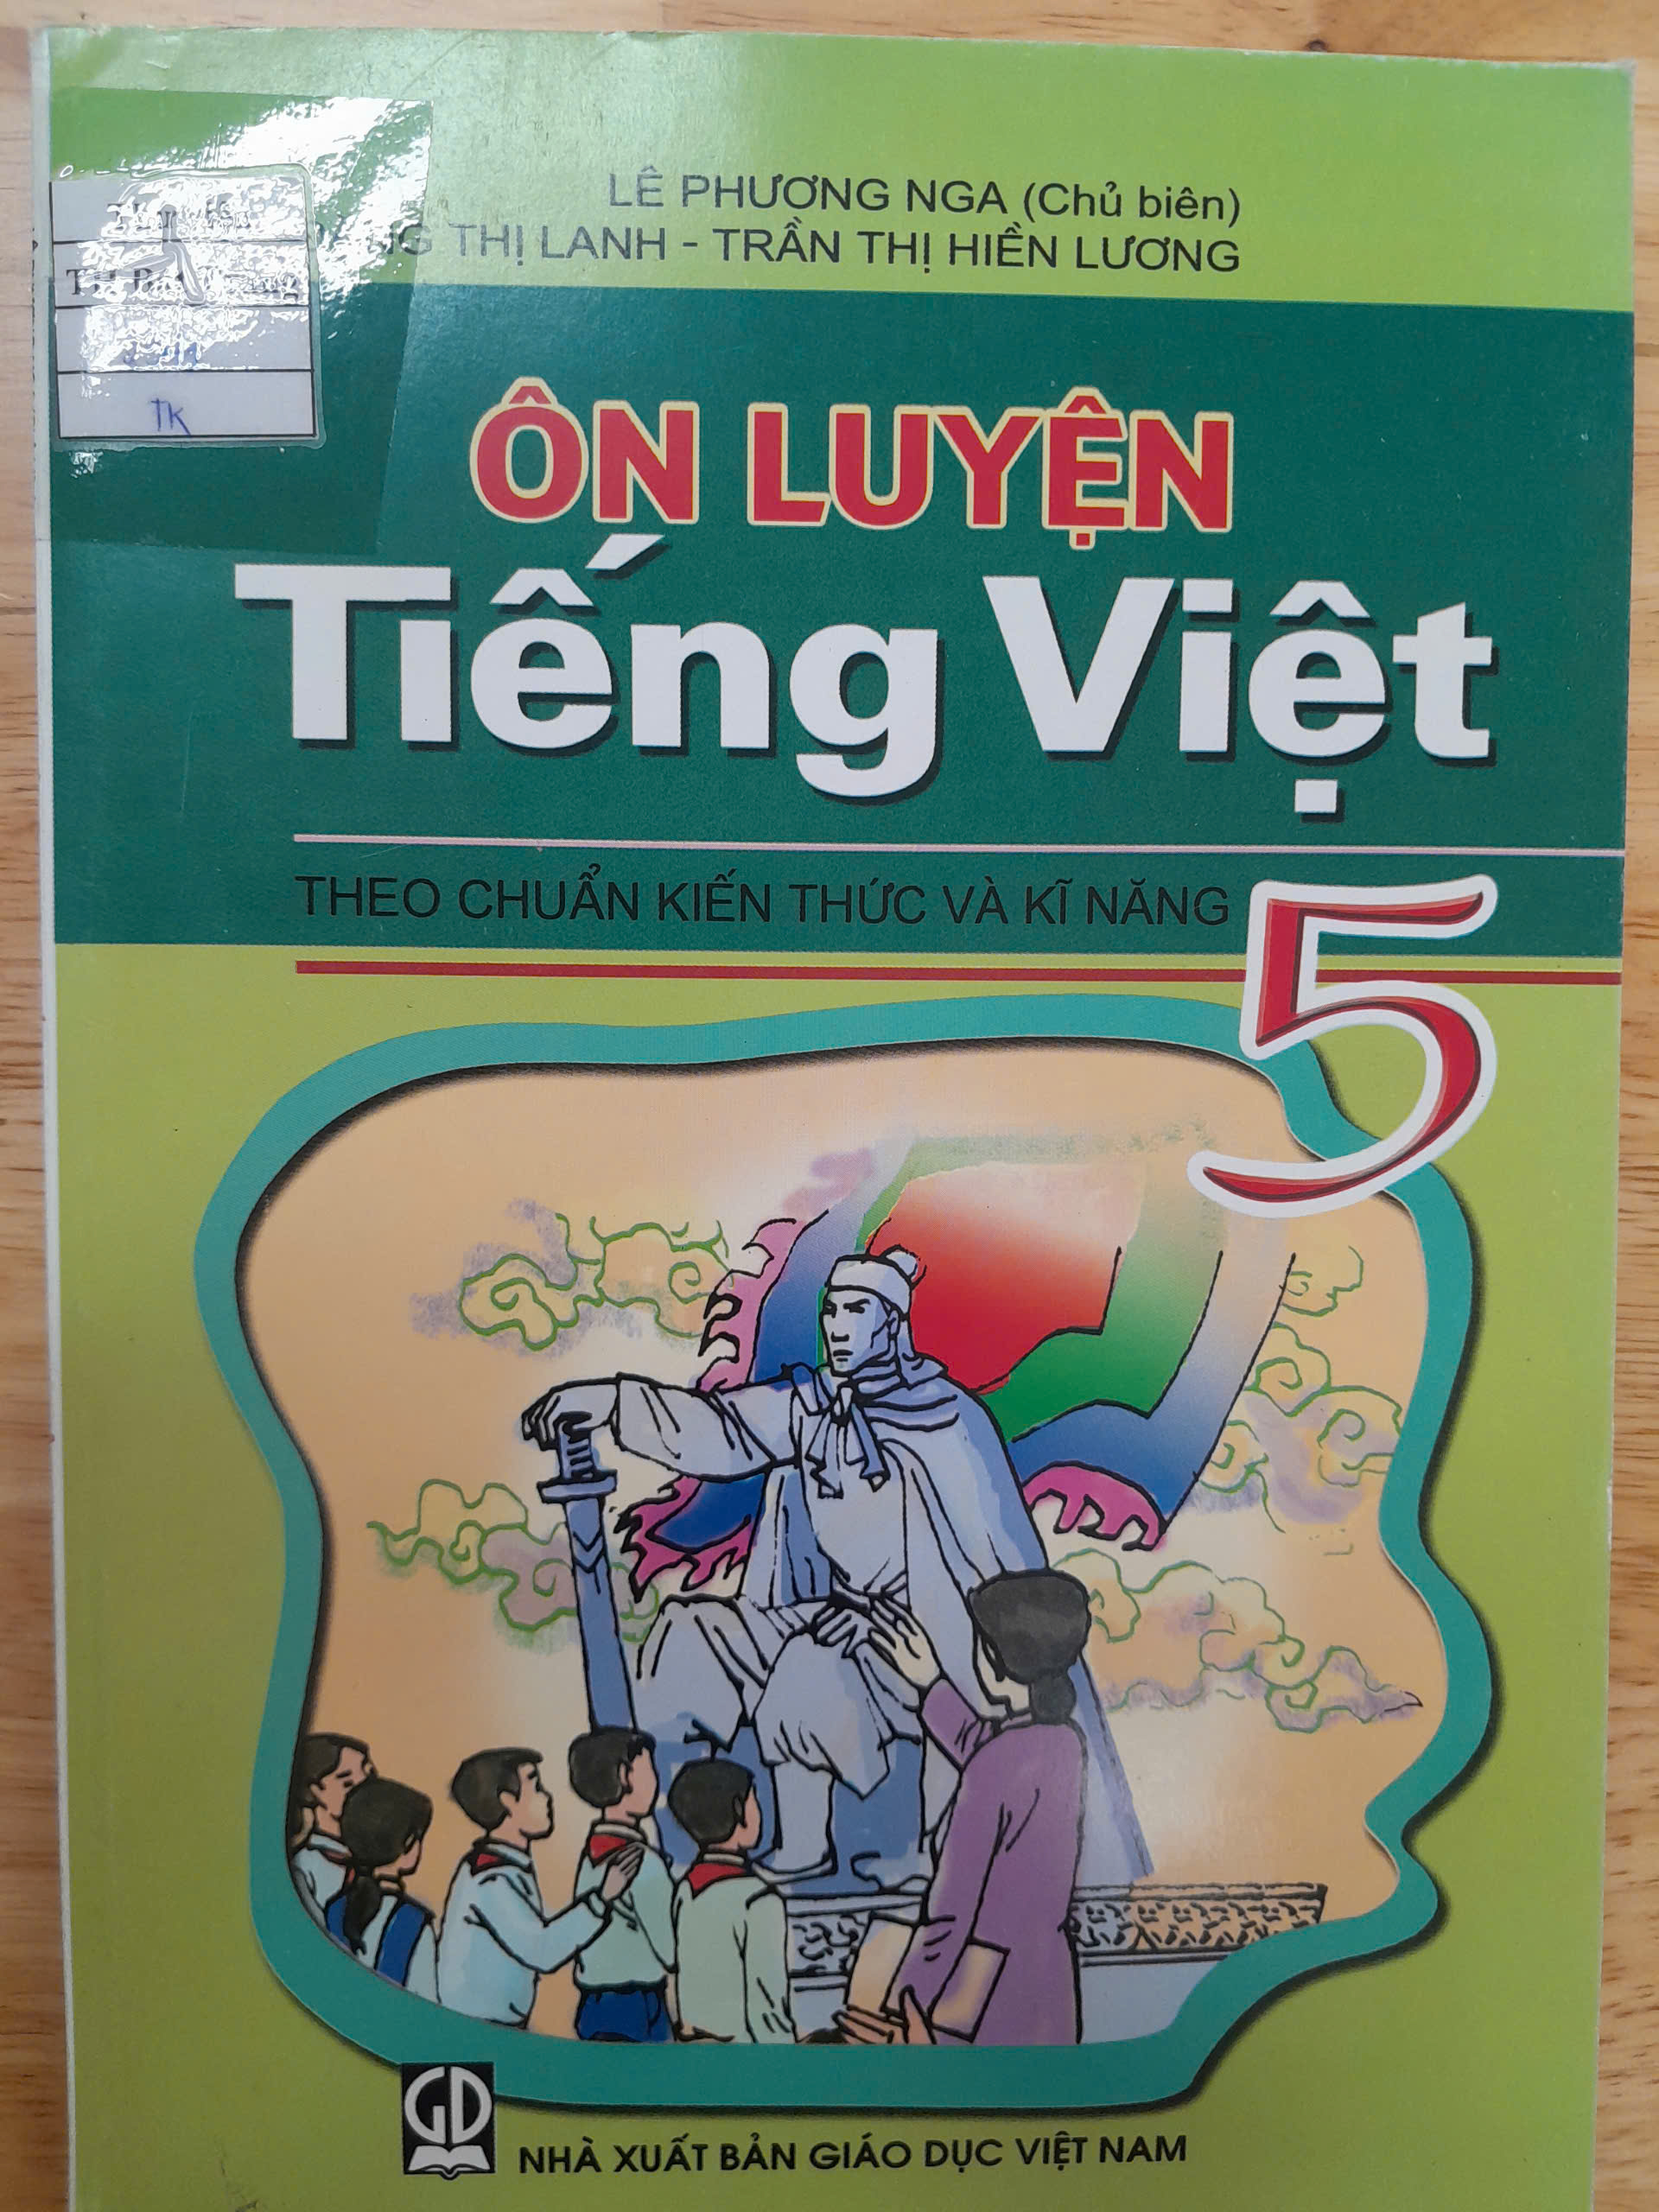 LÊ PHƯƠNG NGA (Chủ biên)
THỊ LANH - TRẦN THỊ HIỀN LƯƠNG
TK
ÔN LUYỆN
Tiếng Việt
THEO CHUẨN KIẾN THỨC VÀ KĨ NĂNG
5
GD
NHÀ XUẤT BẢN GIÁO DỤC VIỆT NAM